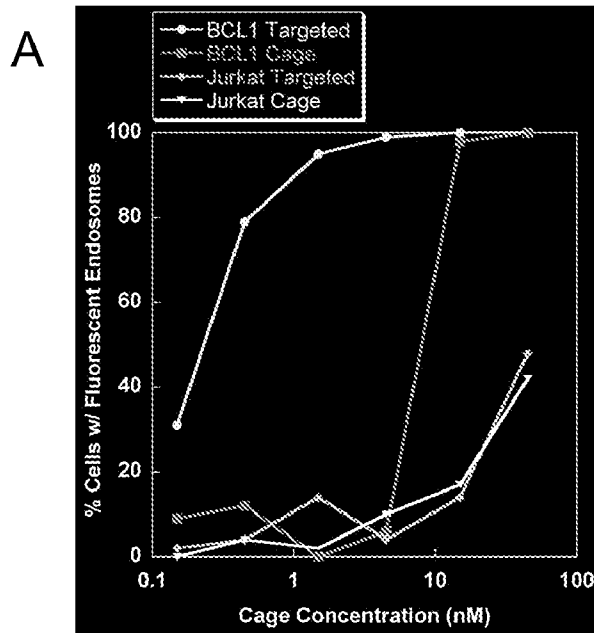 A
BCL1 Targeted
BCL1 Cage
Jurkat Targeted
Jurkat Cage
100
80
60
40
20
0
% Cells w/ Fluorescent Endosomes
0.1
1
10
100
Cage Concentration (nM)